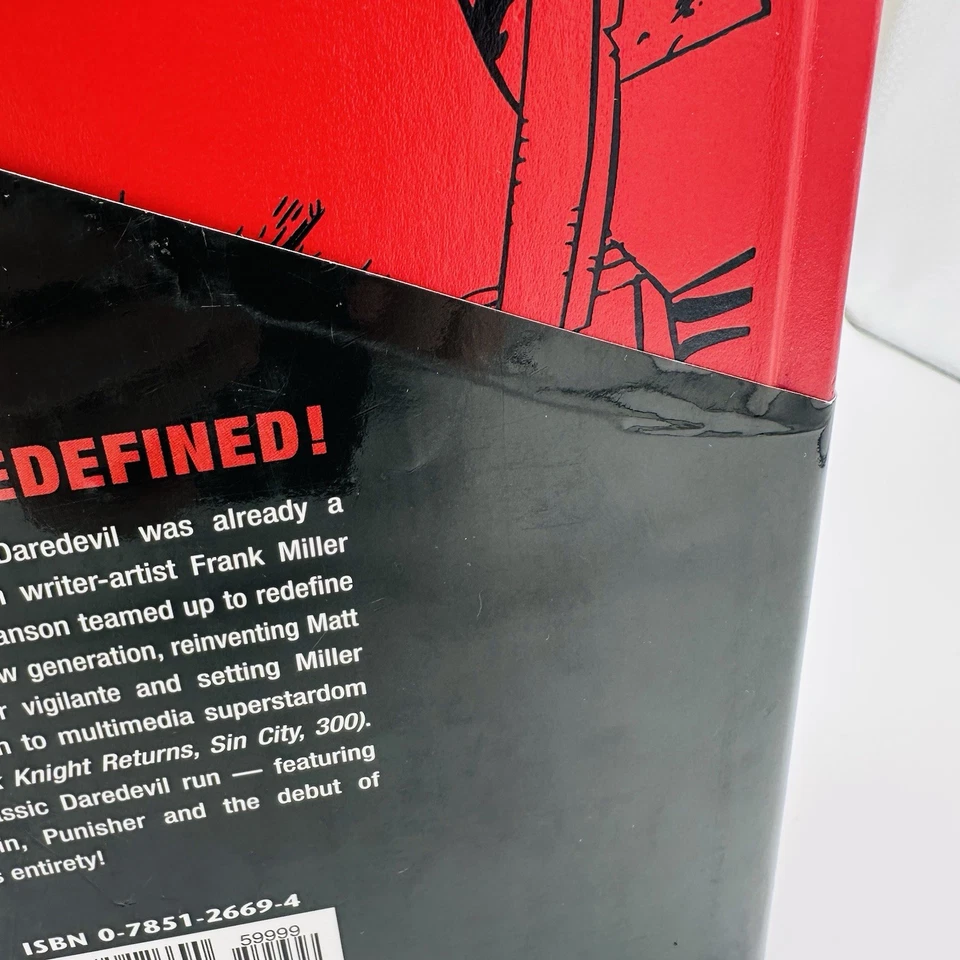 EDEFINED!
Daredevil was already a
writer-artist Frank Miller
anson teamed up to redefine
w generation, reinventing Matt
r vigilante and setting Miller
n to multimedia superstardom
k Knight Returns, Sin City, 300).
assic Daredevil run — featuring
in, Punisher and the debut of
s entirety!
ISBN 0-7851-2669-4
59999